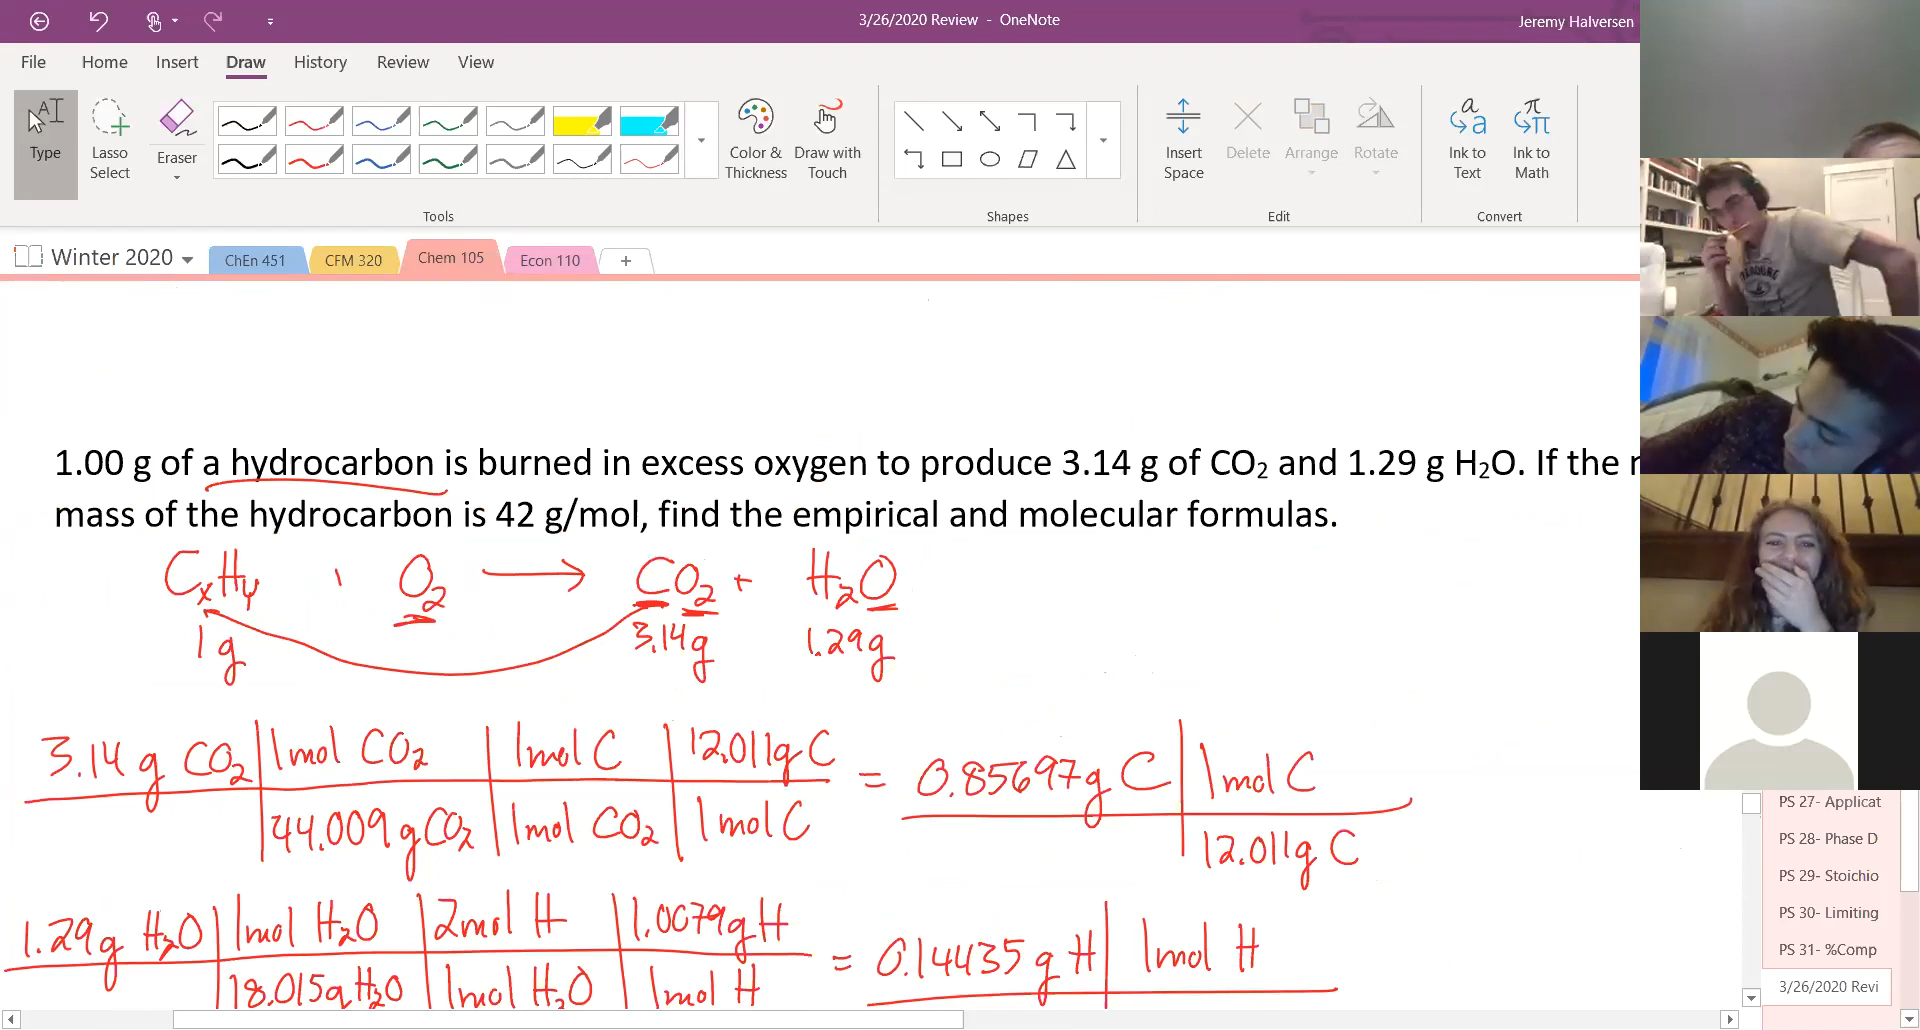 3/26/2020 Review - OneNote
Jeremy Halversen
File Home Insert Draw History Review View
Type
Lasso Select
Eraser
Color & Thickness
Draw with Touch
Insert Space
Delete
Arrange
Rotate
Ink to Text
Ink to Math
Tools
Shapes
Edit
Convert
Winter 2020
ChEn 451
CFM 320
Chem 105
Econ 110
+
1.00 g of a hydrocarbon is burned in excess oxygen to produce 3.14 g of CO₂ and 1.29 g H₂O. If the
mass of the hydrocarbon is 42 g/mol, find the empirical and molecular formulas.
CxHy + O₂ → CO₂ + H₂O
1g 3.14g 1.29g
3.14 g CO₂ | 1mol CO₂ | 1mol C | 12.011g C = 0.85697g C | 1mol C
44.009 g CO₂ | 1mol CO₂ | 1mol C 12.011g C
1.29g H₂O | 1mol H₂O | 2mol H | 1.0079g H = 0.14435g H | 1mol H
18.015g H₂O | 1mol H₂O | 1mol H
PS 27- Applicat
PS 28- Phase D
PS 29- Stoichio
PS 30- Limiting
PS 31- %Comp
3/26/2020 Revi